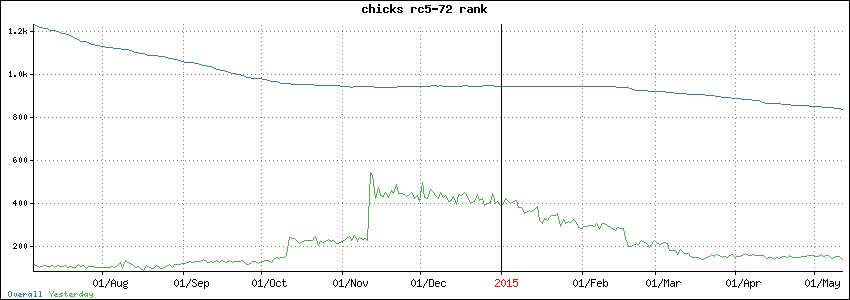 chicks rc5-72 rank
1.2k
1.0k
800
600
400
200
01/Aug 01/Sep 01/Oct 01/Nov 01/Dec 2015 01/Feb 01/Mar 01/Apr 01/May
Overall Yesterday